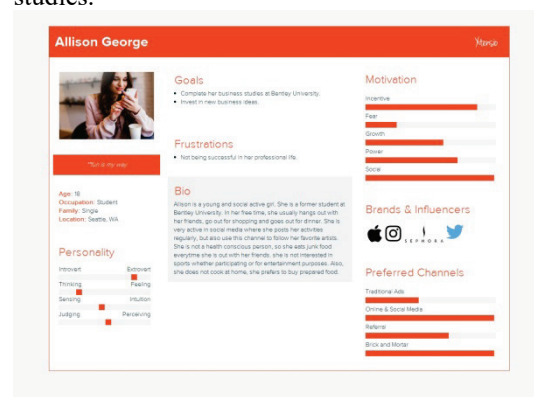 studies.
Allison George
Xtensio
Goals
• Complete her business studies at Bentley University.
• Invest in new business ideas.
Frustrations
• Not being successful in her professional life.
Bio
Allison is a young and social active girl. She is a former student at
Bentley University. In her free time, she usually hangs out with
her friends, go out for shopping and goes out for dinner. She is
very active in social media where she posts her activities
regularly, but also use this channel to follow her favorite artists.
She is not a health conscious person, so she eats junk food
everytime she is out with her friends. she is not interested in
sports whether participating or for entertainment purposes. Also,
she does not cook at home, she prefers to buy prepared food.
Age: 18
Occupation: Student
Family: Single
Location: Seattle, WA
Personality
Introvert Extrovert
Thinking Feeling
Sensing Intuition
Judging Perceiving
Motivation
Incentive
Fear
Growth
Power
Social
Brands & Influencers
SEPHORA
Preferred Channels
Traditional Ads
Online & Social Media
Referral
Brick and Mortar